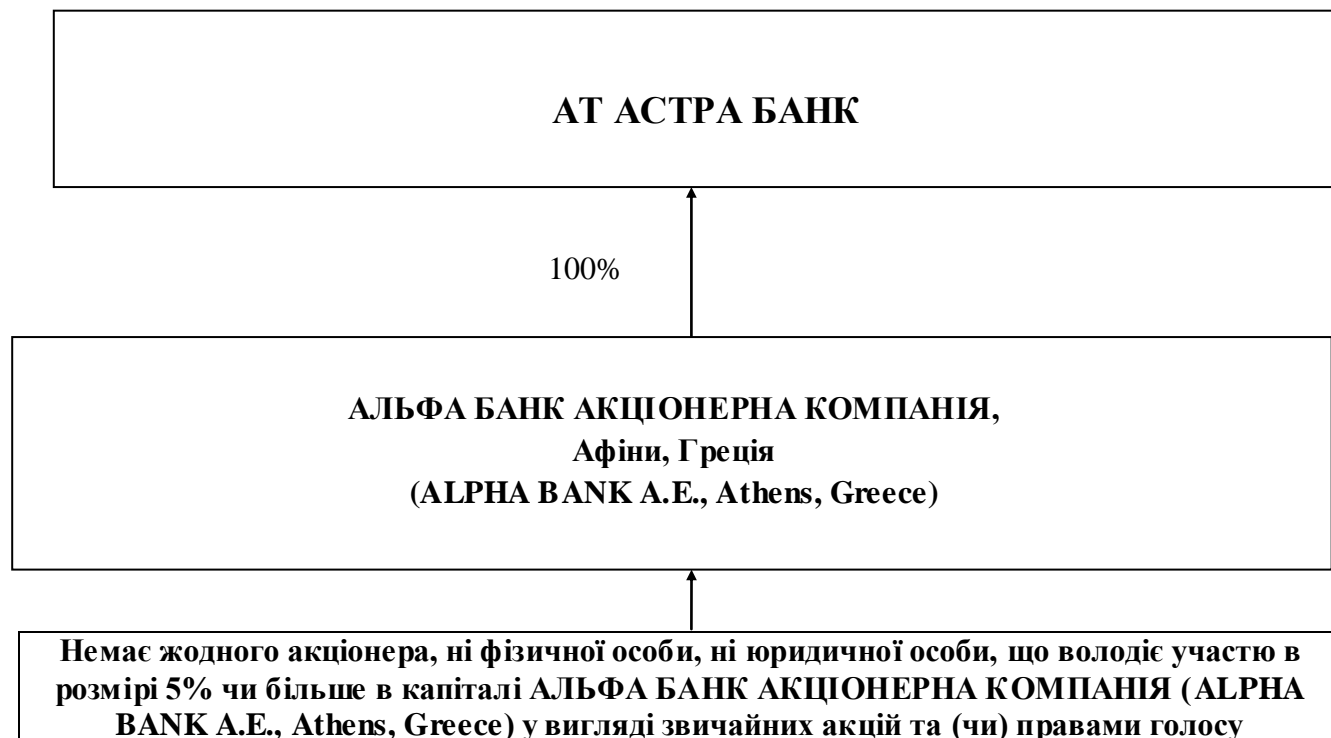 АТ АСТРА БАНК
100%
АЛЬФА БАНК АКЦІОНЕРНА КОМПАНІЯ,
Афіни, Греція
(ALPHA BANK A.E., Athens, Greece)
Немає жодного акціонера, ні фізичної особи, ні юридичної особи, що володіє участю в
розмірі 5% чи більше в капіталі АЛЬФА БАНК АКЦІОНЕРНА КОМПАНІЯ (ALPHA
BANK A.E., Athens, Greece) у вигляді звичайних акцій та (чи) правами голосу